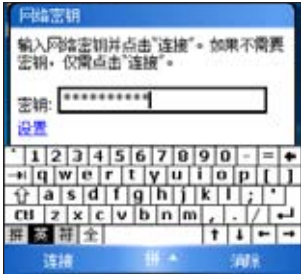 网络密钥
输入网络密钥并点击"连接"。如果不需要
密钥，仅需点击"连接"。
密钥: **********
设置
` 1 2 3 4 5 6 7 8 9 0 - =
q w e r t y u i o p [ ]
a s d f g h j k l ; '
Ctl z x c v b n m , . /
拼 英 符 全
连接 拼 消除